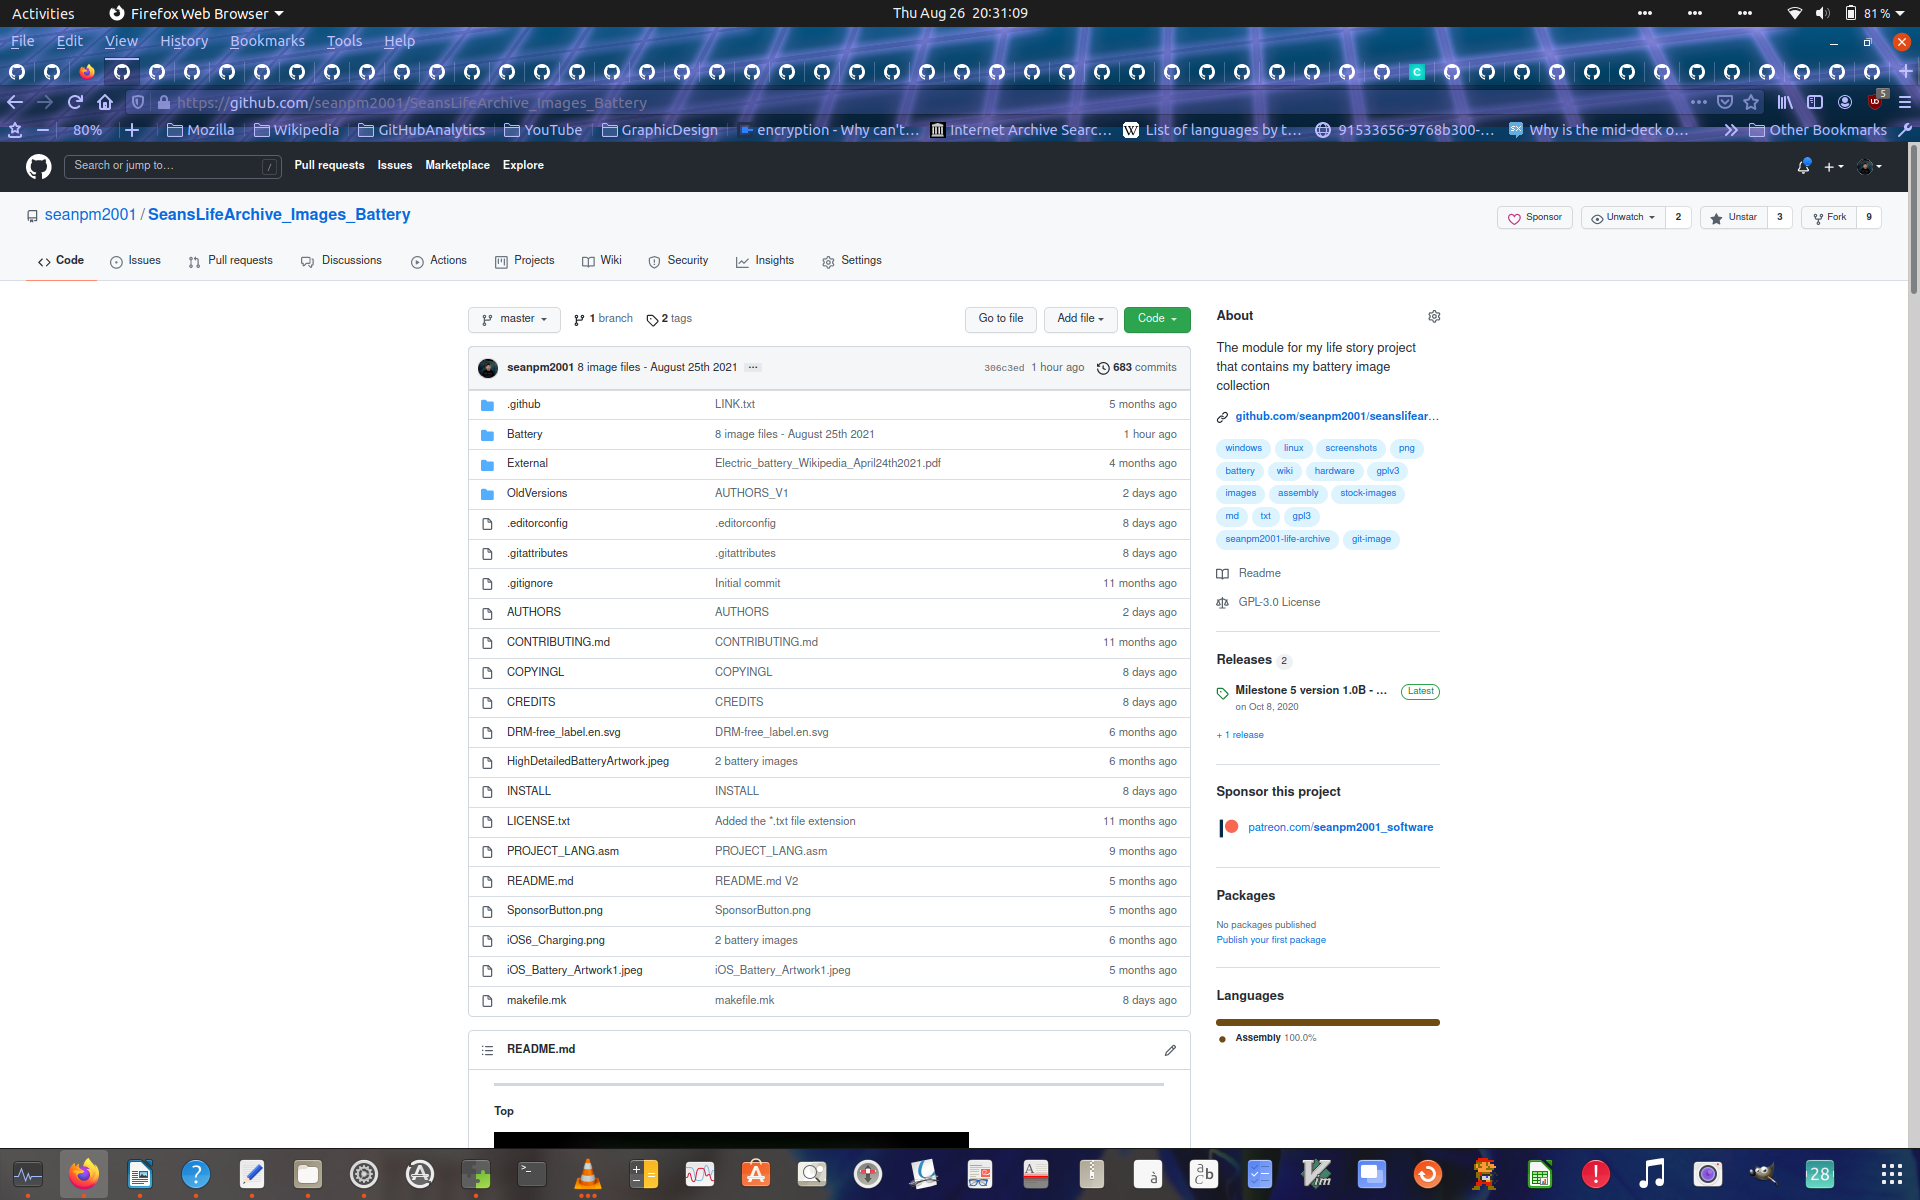 Activities Firefox Web Browser Thu Aug 26 20:31:09 81 %
File Edit View History Bookmarks Tools Help
https://github.com/seanpm2001/SeansLifeArchive_Images_Battery 5
80% Mozilla Wikipedia GitHubAnalytics YouTube GraphicDesign encryption - Why can't… Internet Archive Searc… List of languages by t… 91533656-9768b300-… Why is the mid-deck o… Other Bookmarks
Search or jump to… / Pull requests Issues Marketplace Explore
seanpm2001 / SeansLifeArchive_Images_Battery Sponsor Unwatch 2 Unstar 3 Fork 9
Code Issues Pull requests Discussions Actions Projects Wiki Security Insights Settings
master 1 branch 2 tags Go to file Add file Code
seanpm2001 8 image files - August 25th 2021 … 306c3ed 1 hour ago 683 commits
.github LINK.txt 5 months ago
Battery 8 image files - August 25th 2021 1 hour ago
External Electric_battery_Wikipedia_April24th2021.pdf 4 months ago
OldVersions AUTHORS_V1 2 days ago
.editorconfig .editorconfig 8 days ago
.gitattributes .gitattributes 8 days ago
.gitignore Initial commit 11 months ago
AUTHORS AUTHORS 2 days ago
CONTRIBUTING.md CONTRIBUTING.md 11 months ago
COPYINGL COPYINGL 8 days ago
CREDITS CREDITS 8 days ago
DRM-free_label.en.svg DRM-free_label.en.svg 6 months ago
HighDetailedBatteryArtwork.jpeg 2 battery images 6 months ago
INSTALL INSTALL 8 days ago
LICENSE.txt Added the *.txt file extension 11 months ago
PROJECT_LANG.asm PROJECT_LANG.asm 9 months ago
README.md README.md V2 5 months ago
SponsorButton.png SponsorButton.png 5 months ago
iOS6_Charging.png 2 battery images 6 months ago
iOS_Battery_Artwork1.jpeg iOS_Battery_Artwork1.jpeg 5 months ago
makefile.mk makefile.mk 8 days ago
README.md
Top
About
The module for my life story project
that contains my battery image
collection
github.com/seanpm2001/seanslifear…
windows linux screenshots png
battery wiki hardware gplv3
images assembly stock-images
md txt gpl3
seanpm2001-life-archive git-image
Readme
GPL-3.0 License
Releases 2
Milestone 5 version 1.0B - … Latest
on Oct 8, 2020
+ 1 release
Sponsor this project
patreon.com/seanpm2001_software
Packages
No packages published
Publish your first package
Languages
Assembly 100.0%
28